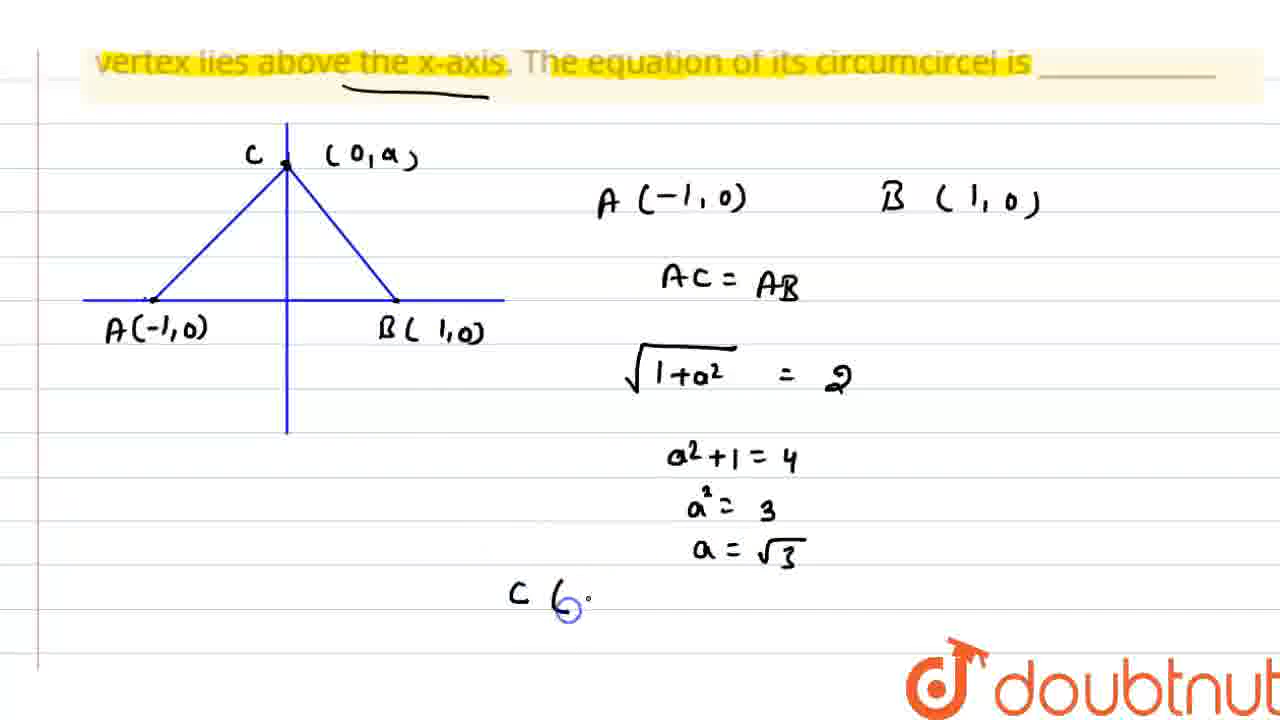 vertex lies above the x-axis. The equation of its circumcircel is ____________
C (0, a)
A (-1, 0) B (1, 0)
AC = AB
A(-1, 0) B(1, 0)
√1+a² = 2
a² + 1 = 4
a² = 3
a = √3
C (
doubtnut